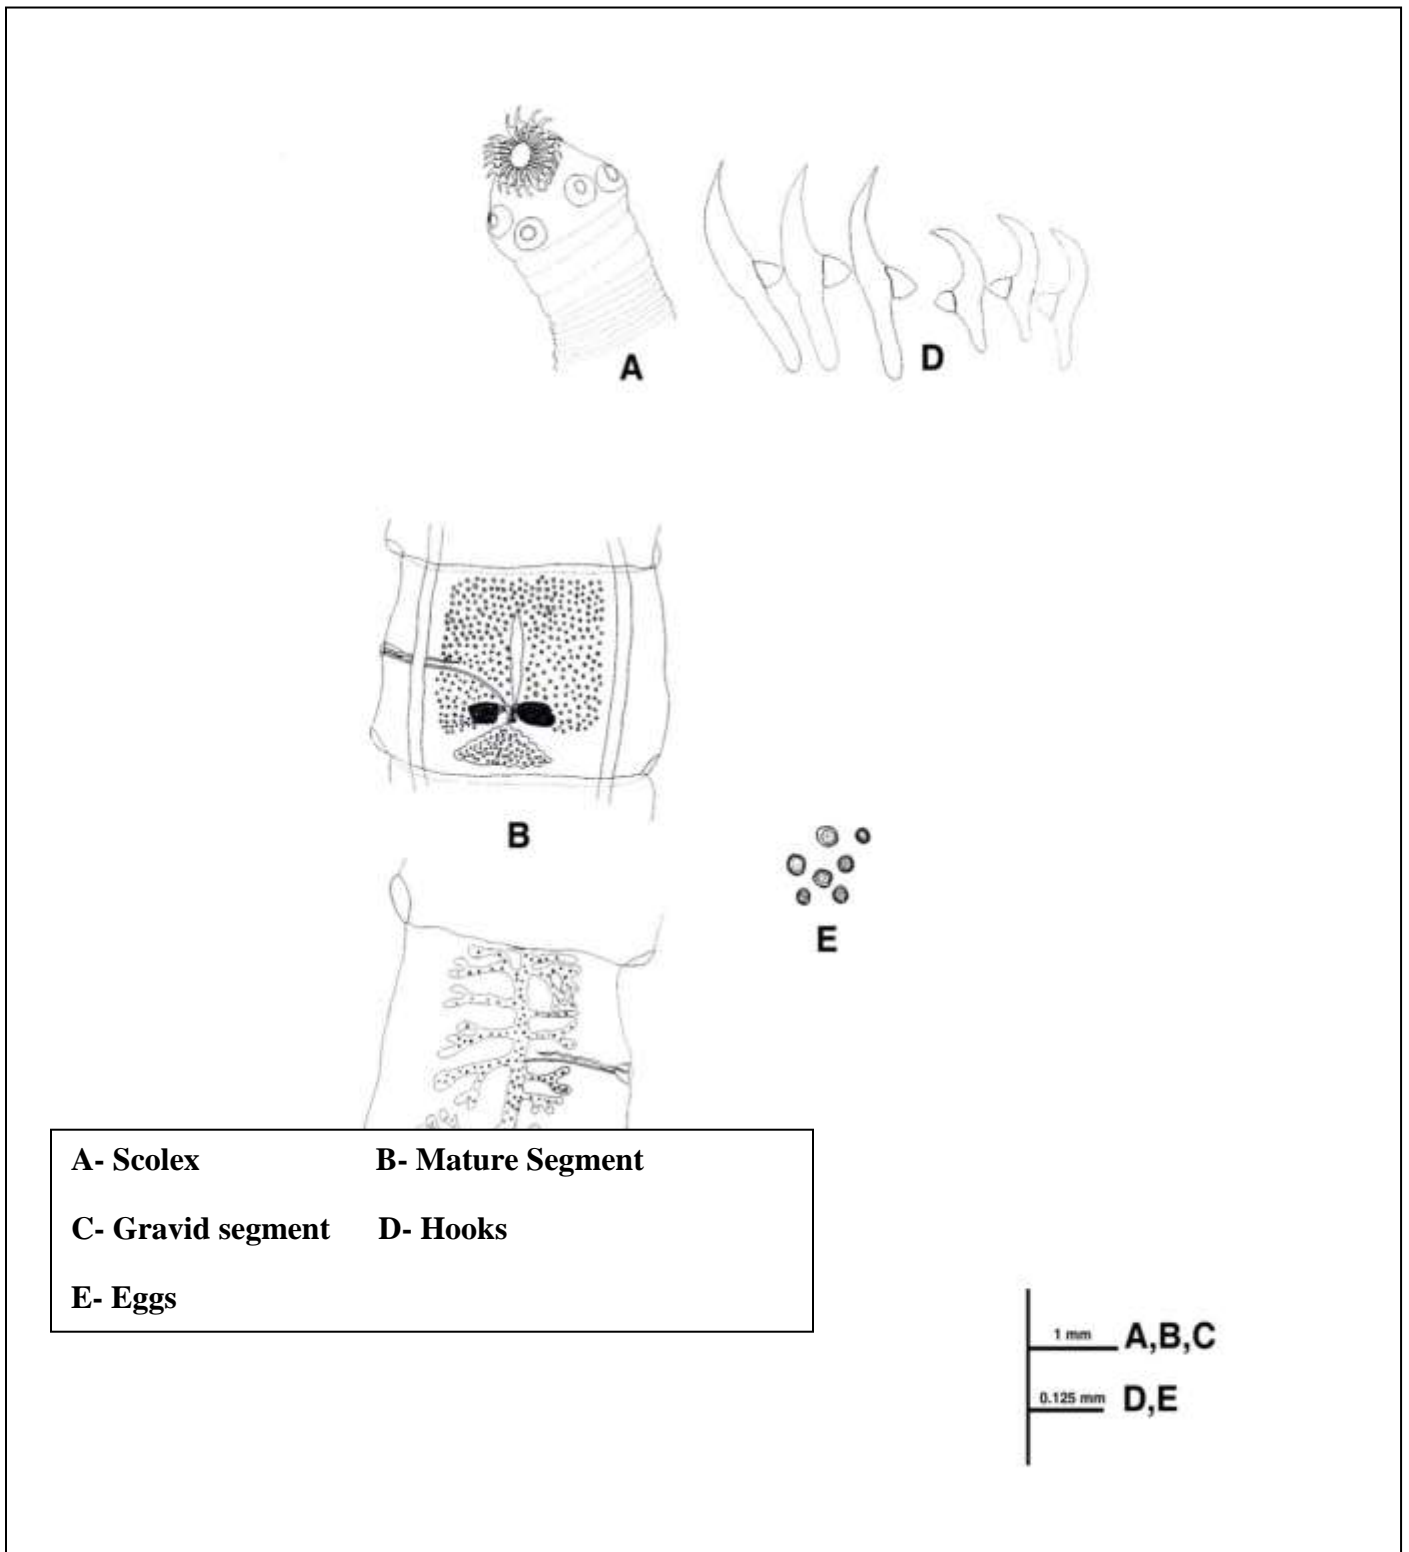 A
D
B
E
A- Scolex B- Mature Segment
C- Gravid segment D- Hooks
E- Eggs
1 mm A,B,C
0.125 mm D,E